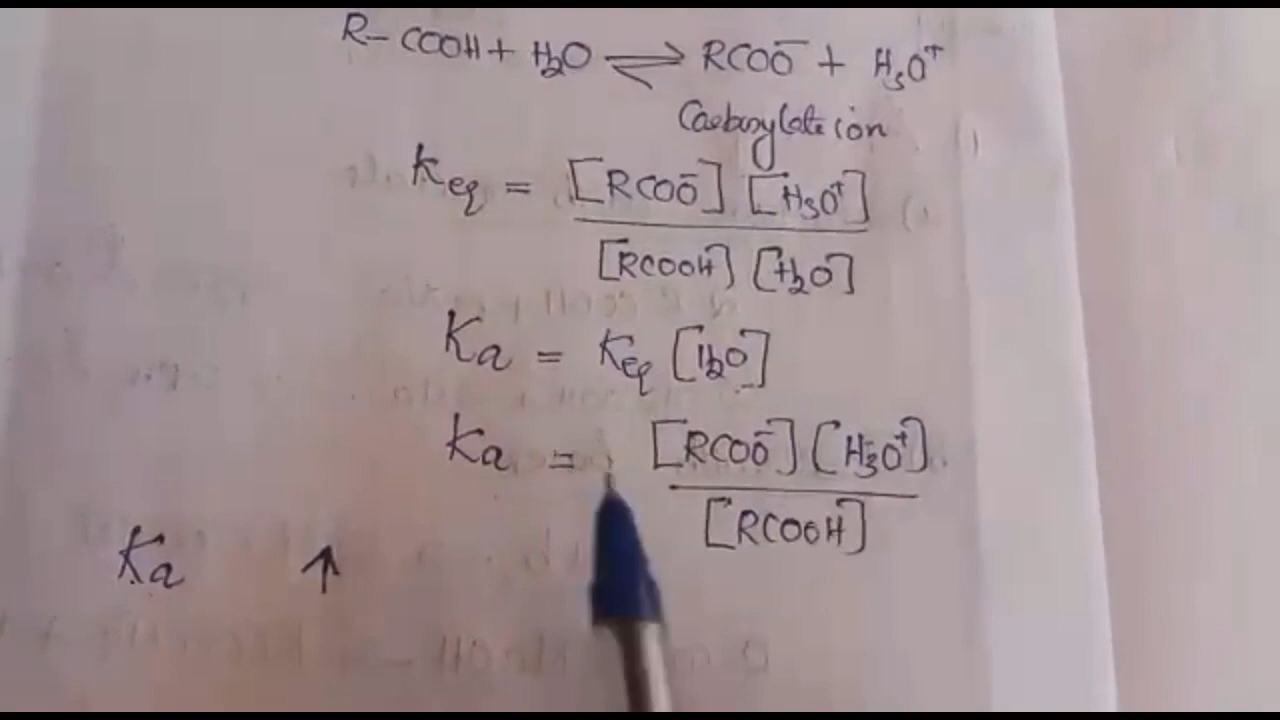 R-COOH + H₂O ⇌ RCOO⁻ + H₃O⁺
Carboxylate ion
Keq = [RCOO⁻] [H₃O⁺]
[RCOOH] [H₂O]
Ka = Keq [H₂O]
Ka = [RCOO⁻] [H₃O⁺]
[RCOOH]
Ka ↑